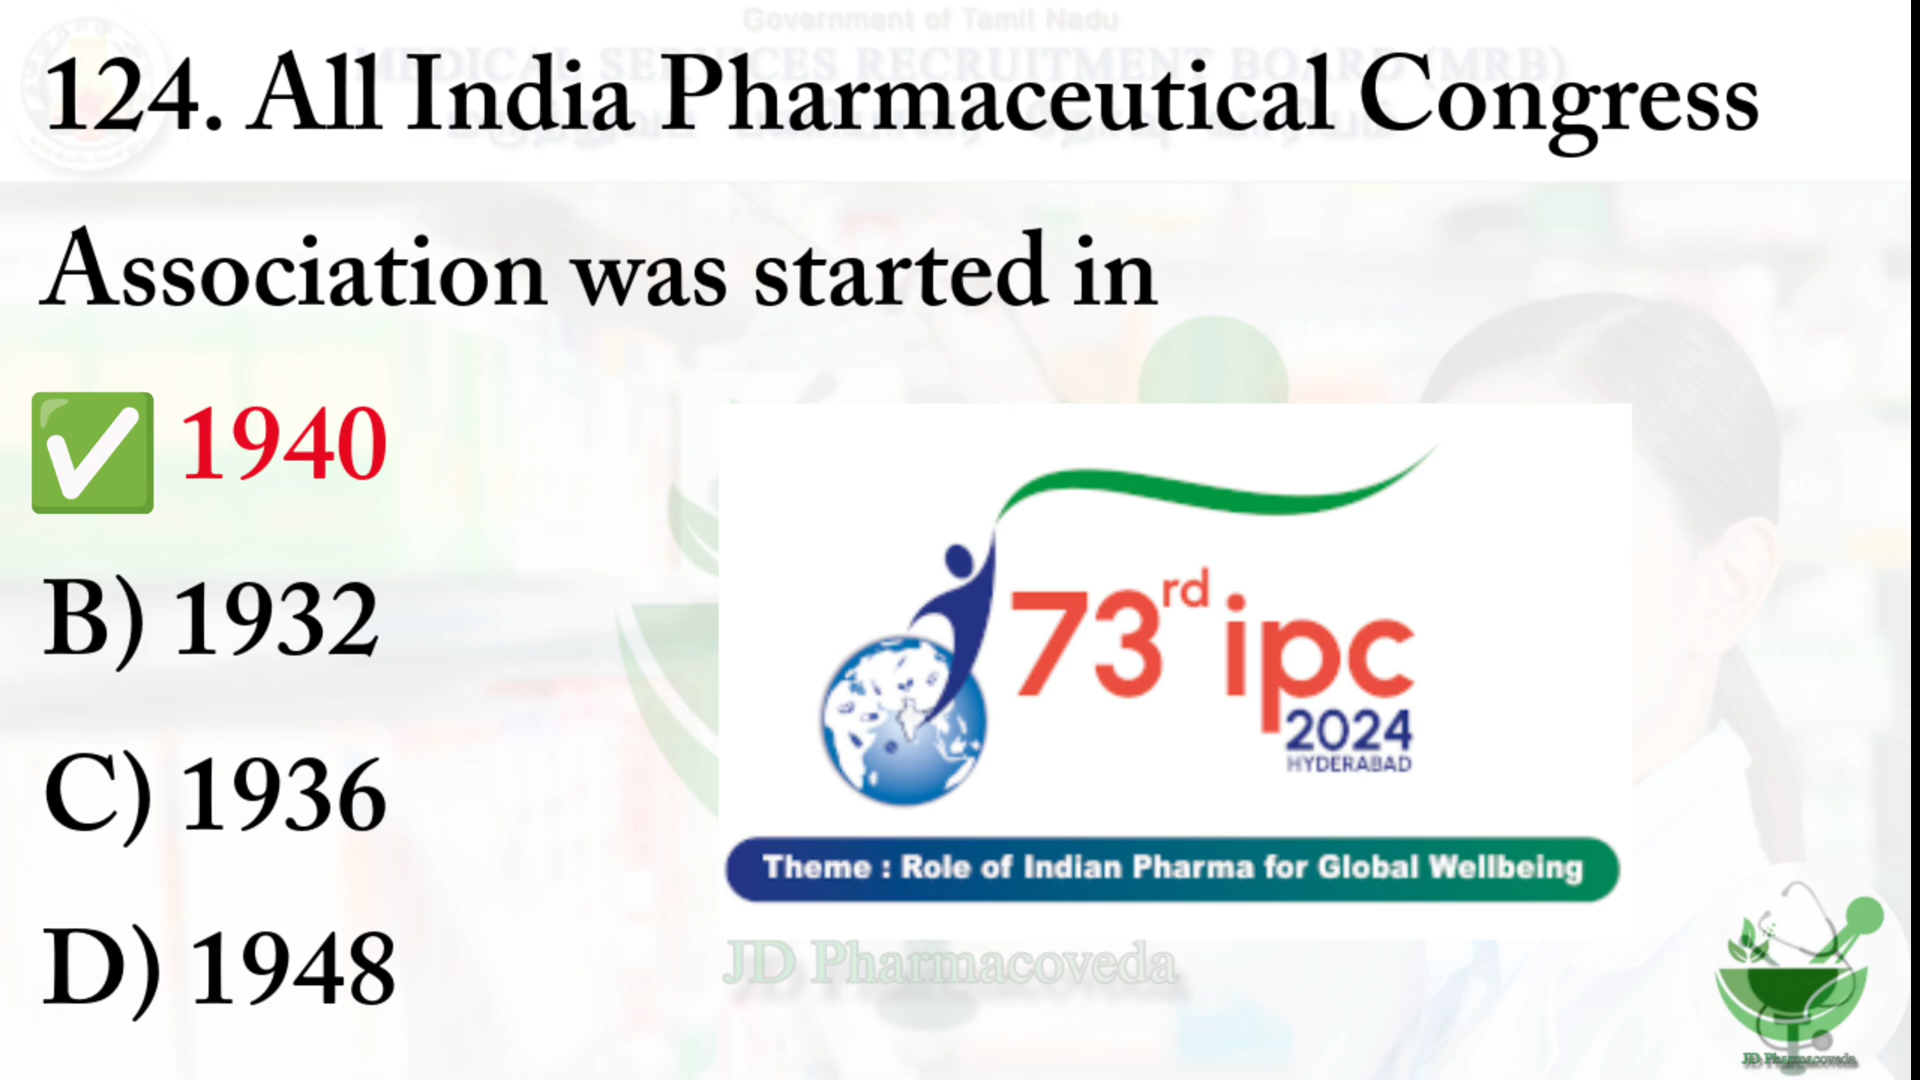 Government of Tamil Nadu
MEDICAL SERVICES RECRUITMENT BOARD (MRB)
124. All India Pharmaceutical Congress
Association was started in
✅ 1940
B) 1932
C) 1936
D) 1948
73rd ipc
2024
HYDERABAD
Theme : Role of Indian Pharma for Global Wellbeing
JD Pharmacoveda
JD Pharmacoveda